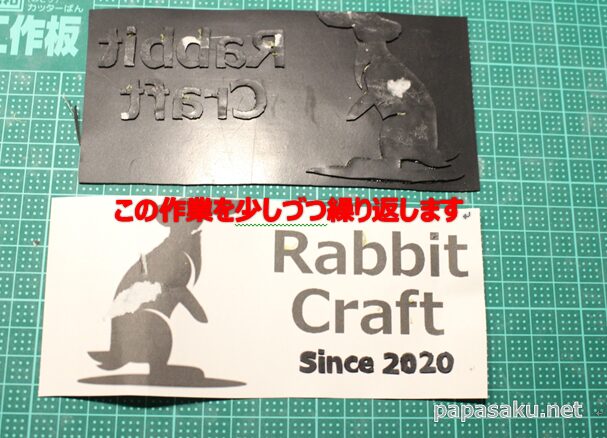 カッターばん
工作板
Rabbit
Craft
この作業を少しづつ繰り返します
Rabbit
Craft
Since 2020
papasaku.net